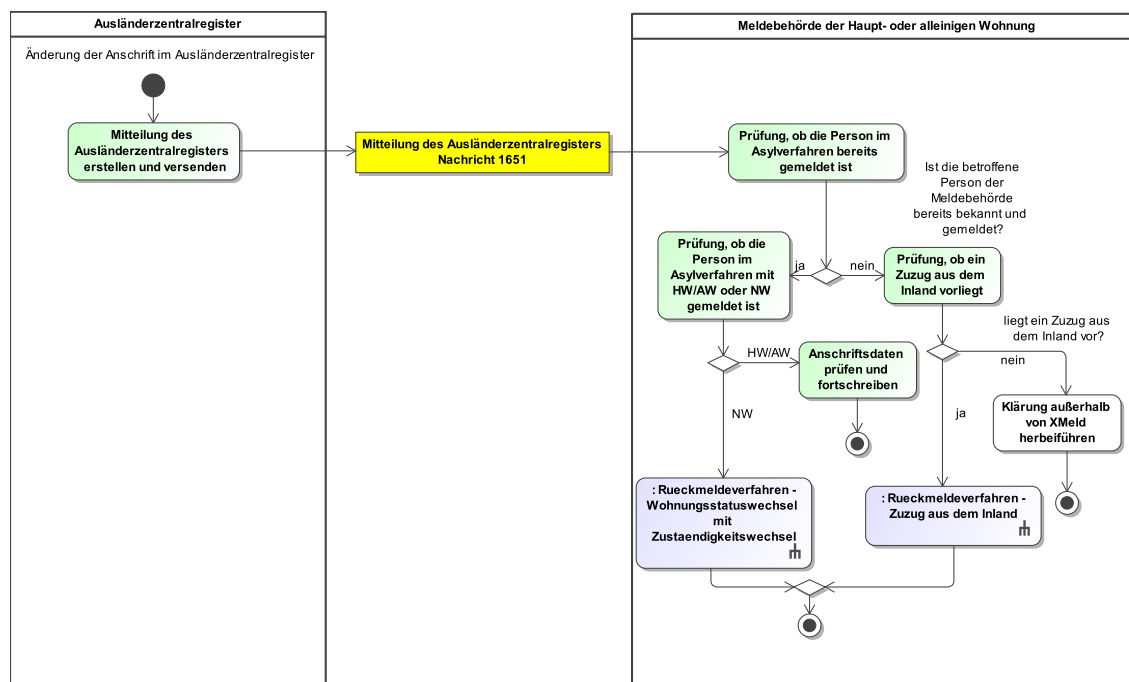 Ausländerzentralregister
Änderung der Anschrift im Ausländerzentralregister
Mitteilung des
Ausländerzentralregisters
erstellen und versenden
Mitteilung des Ausländerzentralregisters
Nachricht 1651
Meldebehörde der Haupt- oder alleinigen Wohnung
Prüfung, ob die Person im
Asylverfahren bereits
gemeldet ist
Ist die betroffene
Person der
Meldebehörde
bereits bekannt und
gemeldet?
ja
nein
Prüfung, ob die
Person im
Asylverfahren mit
HW/AW oder NW
gemeldet ist
Prüfung, ob ein
Zuzug aus dem
Inland vorliegt
liegt ein Zuzug aus
dem Inland vor?
HW/AW
Anschriftsdaten
prüfen und
fortschreiben
nein
Klärung außerhalb
von XMeld
herbeiführen
NW
ja
: Rueckmeldeverfahren -
Wohnungsstatuswechsel
mit
Zustaendigkeitswechsel
: Rueckmeldeverfahren -
Zuzug aus dem Inland